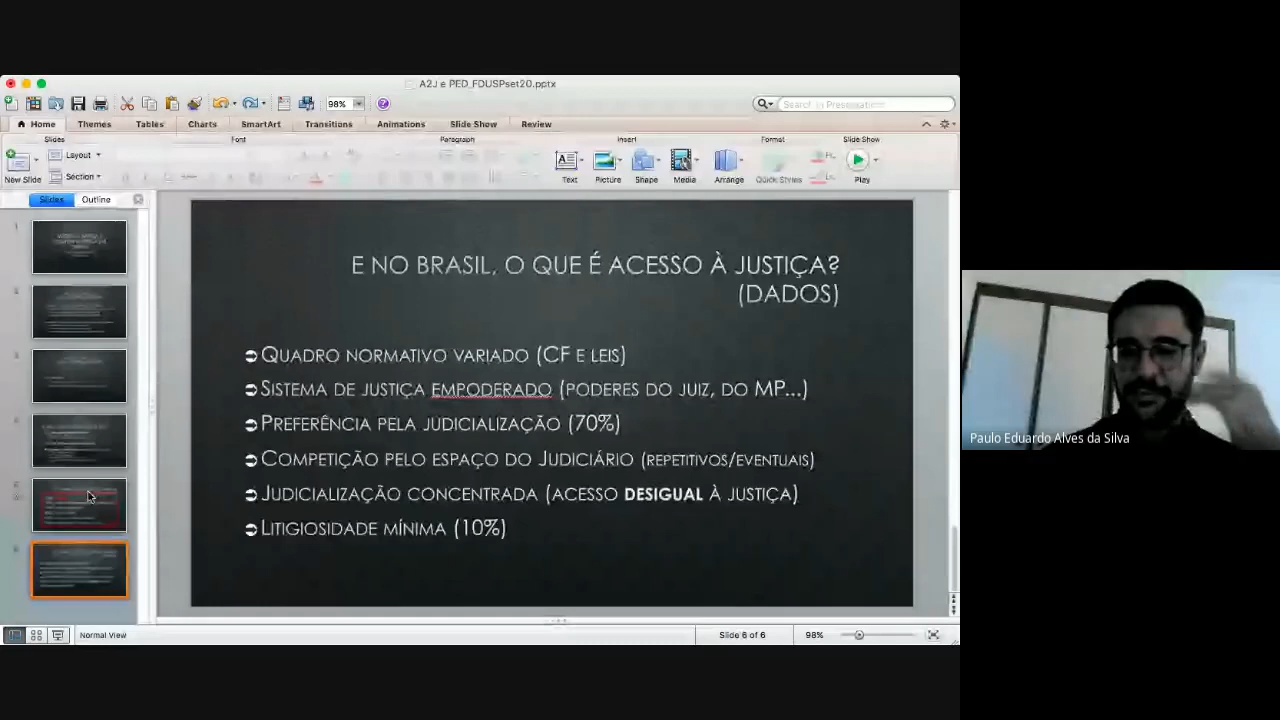 A2J e PED_FDUSPset20.pptx
98%
Search in Presentation
Home Themes Tables Charts SmartArt Transitions Animations Slide Show Review
Slides Font Paragraph Insert Format Slide Show
New Slide Layout Section Text Picture Shape Media Arrange Quick Styles Play
Slides Outline
E NO BRASIL, O QUE É ACESSO À JUSTIÇA?
(DADOS)
QUADRO NORMATIVO VARIADO (CF E LEIS)
SISTEMA DE JUSTIÇA EMPODERADO (PODERES DO JUIZ, DO MP...)
PREFERÊNCIA PELA JUDICIALIZAÇÃO (70%)
COMPETIÇÃO PELO ESPAÇO DO JUDICIÁRIO (REPETITIVOS/EVENTUAIS)
JUDICIALIZAÇÃO CONCENTRADA (ACESSO DESIGUAL À JUSTIÇA)
LITIGIOSIDADE MÍNIMA (10%)
Paulo Eduardo Alves da Silva
Normal View Slide 6 of 6 98%